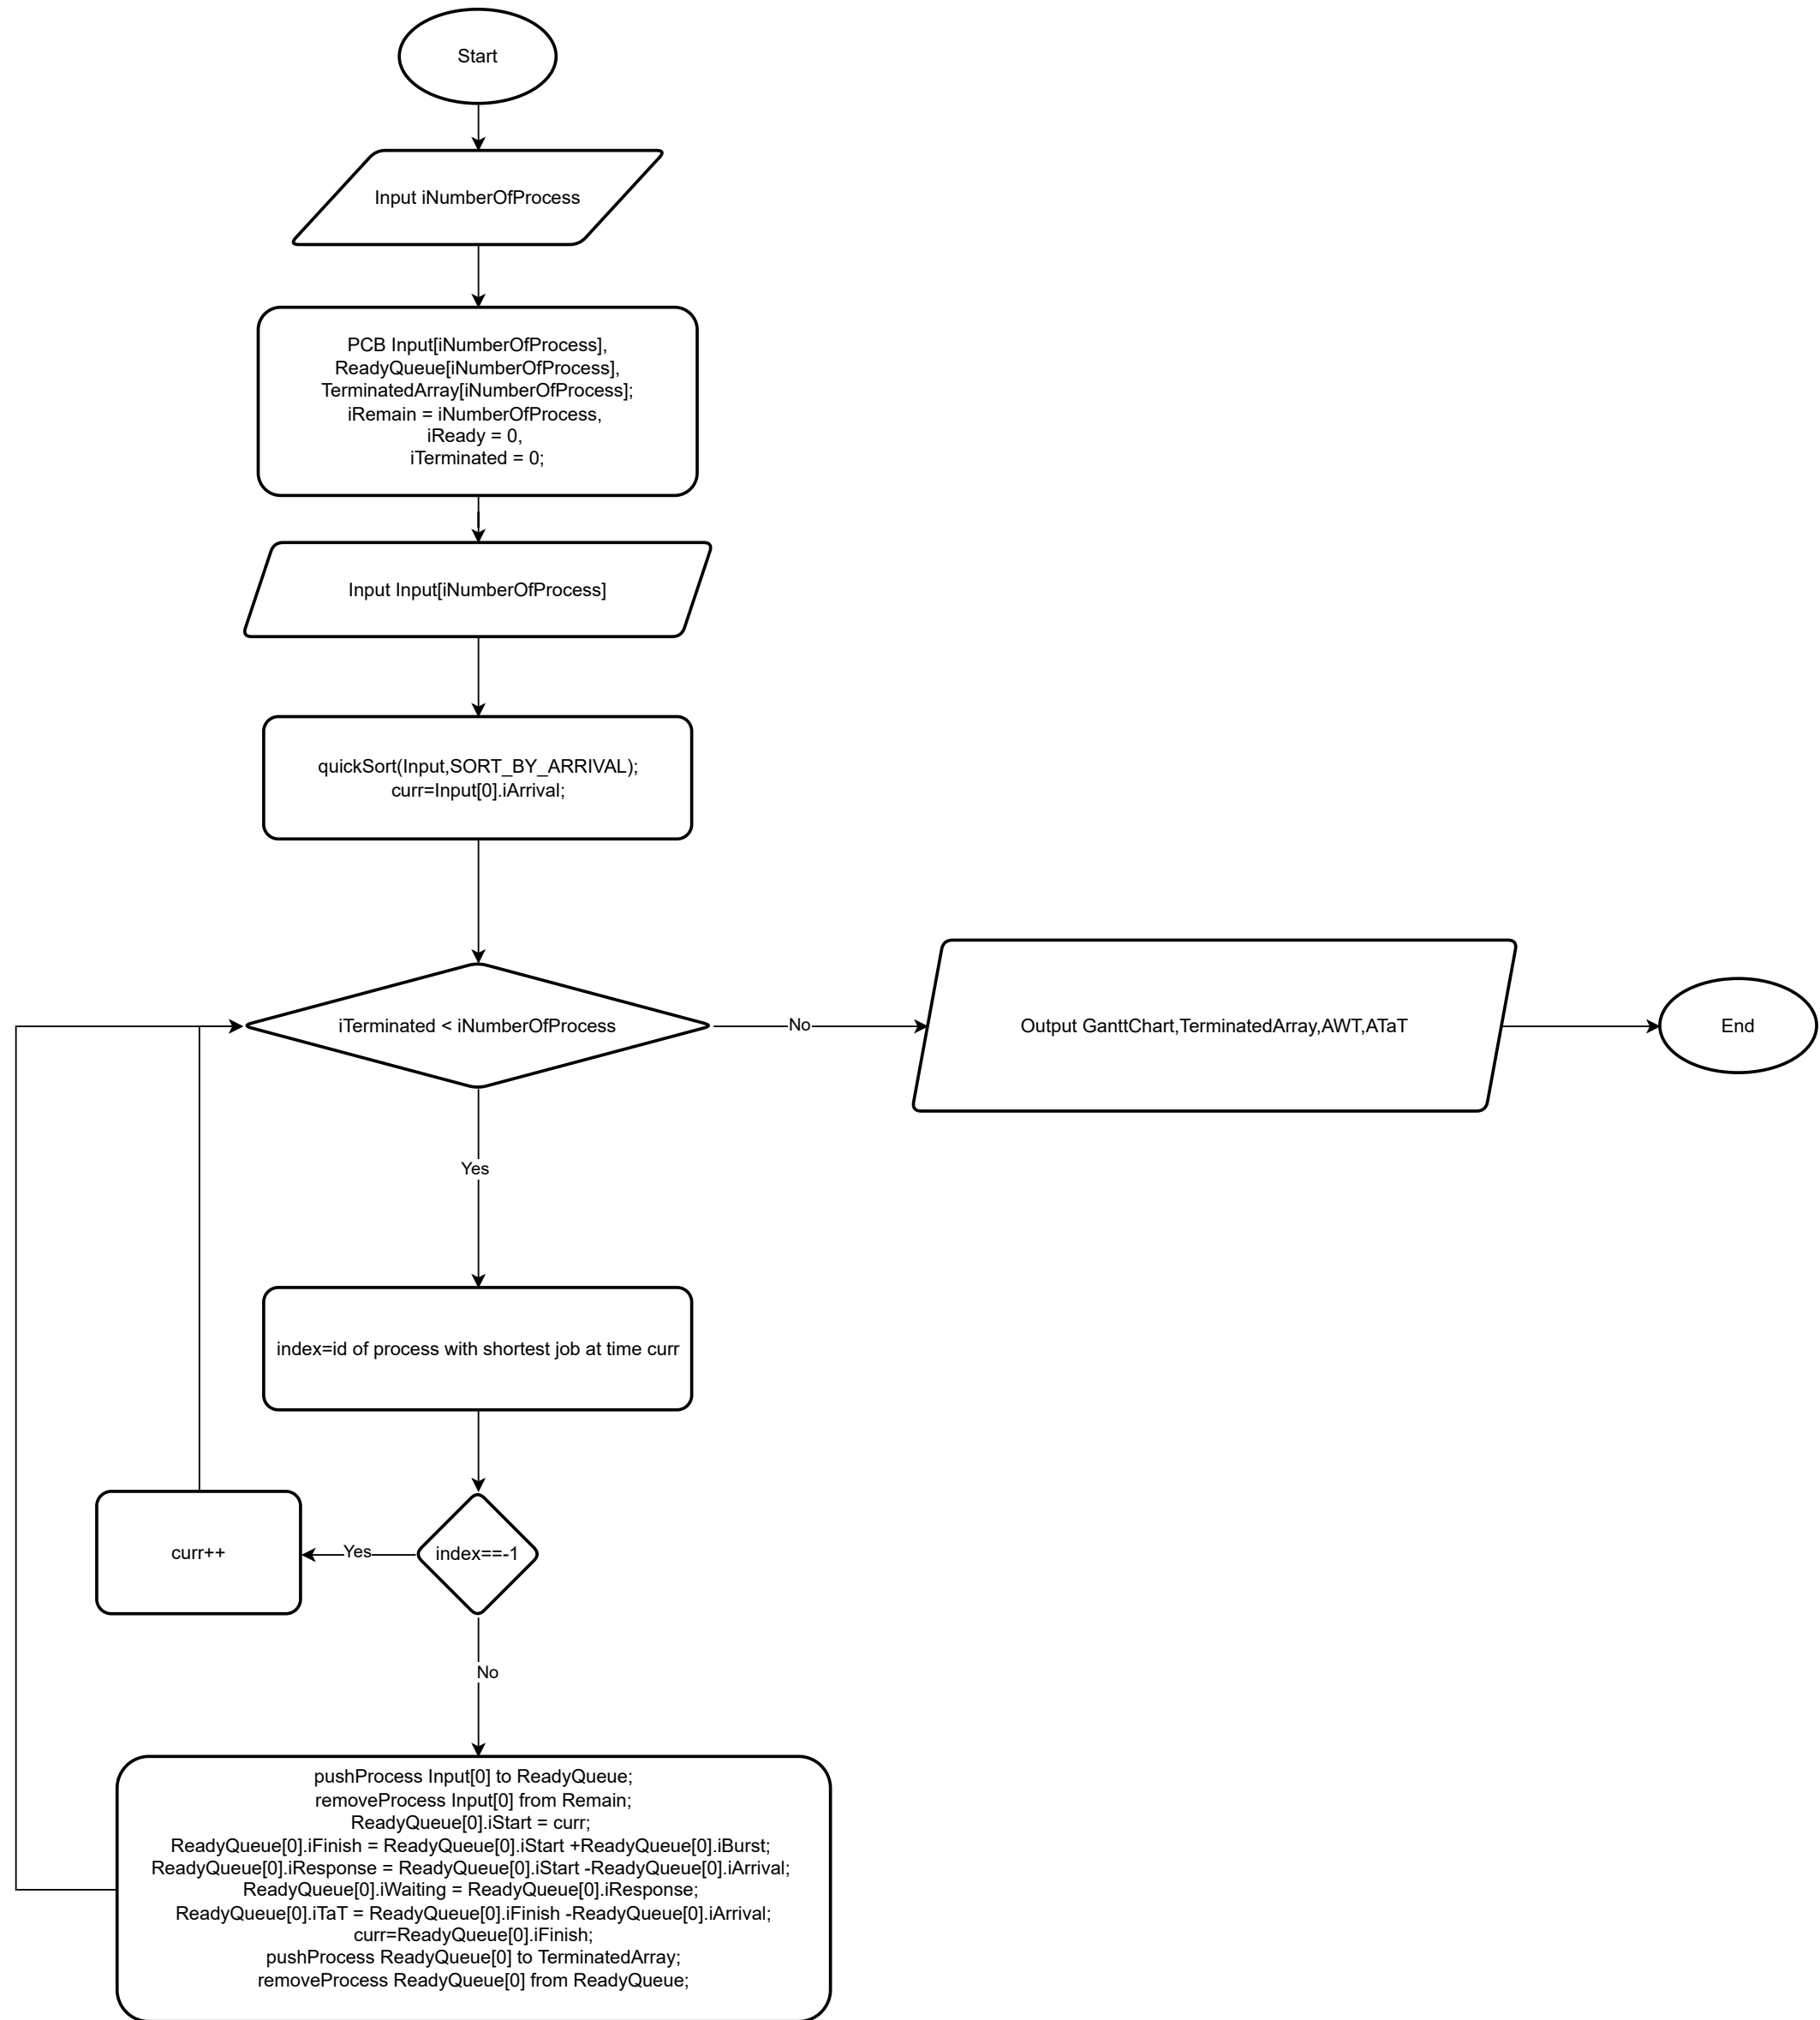 Start
Input iNumberOfProcess
PCB Input[iNumberOfProcess],
ReadyQueue[iNumberOfProcess],
TerminatedArray[iNumberOfProcess];
iRemain = iNumberOfProcess,
iReady = 0,
iTerminated = 0;
Input Input[iNumberOfProcess]
quickSort(Input,SORT_BY_ARRIVAL);
curr=Input[0].iArrival;
iTerminated < iNumberOfProcess
No
Output GanttChart,TerminatedArray,AWT,ATaT
End
Yes
index=id of process with shortest job at time curr
curr++
Yes
index==-1
No
pushProcess Input[0] to ReadyQueue;
removeProcess Input[0] from Remain;
ReadyQueue[0].iStart = curr;
ReadyQueue[0].iFinish = ReadyQueue[0].iStart +ReadyQueue[0].iBurst;
ReadyQueue[0].iResponse = ReadyQueue[0].iStart -ReadyQueue[0].iArrival;
ReadyQueue[0].iWaiting = ReadyQueue[0].iResponse;
ReadyQueue[0].iTaT = ReadyQueue[0].iFinish -ReadyQueue[0].iArrival;
curr=ReadyQueue[0].iFinish;
pushProcess ReadyQueue[0] to TerminatedArray;
removeProcess ReadyQueue[0] from ReadyQueue;